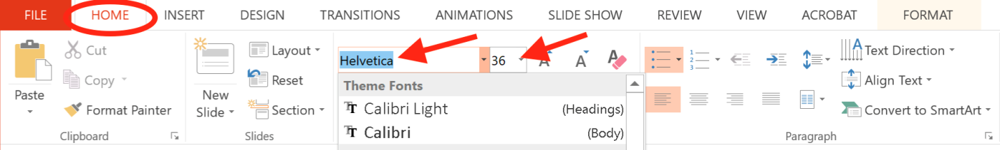 FILE HOME INSERT DESIGN TRANSITIONS ANIMATIONS SLIDE SHOW REVIEW VIEW ACROBAT FORMAT
Paste
Cut
Copy
Format Painter
Clipboard
New
Slide
Layout
Reset
Section
Slides
Helvetica 36
Theme Fonts
Calibri Light (Headings)
Calibri (Body)
Text Direction
Align Text
Convert to SmartArt
Paragraph